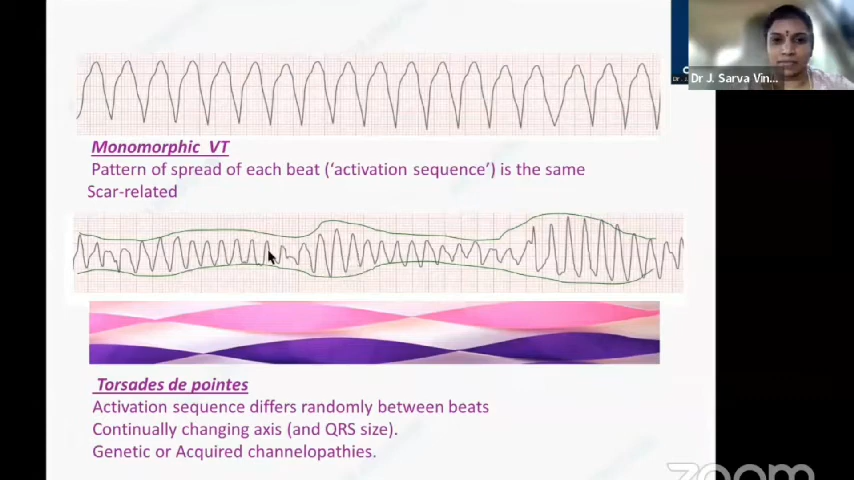 Dr J. Sarva Vin...
Monomorphic VT
Pattern of spread of each beat ('activation sequence') is the same
Scar-related
Torsades de pointes
Activation sequence differs randomly between beats
Continually changing axis (and QRS size).
Genetic or Acquired channelopathies.
zoom